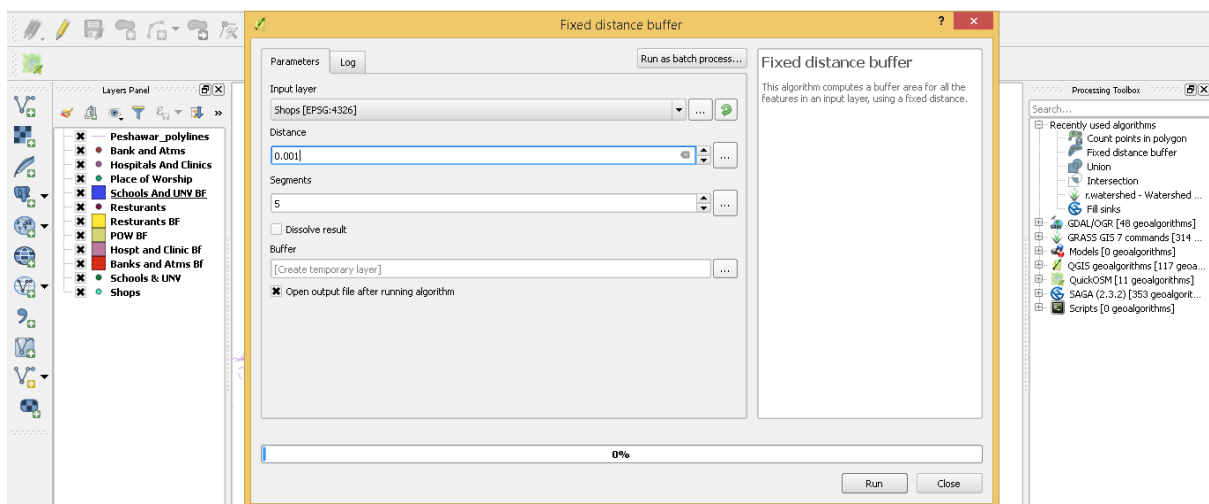 Fixed distance buffer
?
×
Parameters
Log
Run as batch process...
Input layer
Shops [EPSG:4326]
...
Distance
0.001
...
Segments
5
...
Dissolve result
Buffer
[Create temporary layer]
...
Open output file after running algorithm
0%
Run
Close
Fixed distance buffer
This algorithm computes a buffer area for all the
features in an input layer, using a fixed distance.
Layers Panel
»
Peshawar_polylines
Bank and Atms
Hospitals And Clinics
Place of Worship
Schools And UNV BF
Resturants
Resturants BF
POW BF
Hospt and Clinic Bf
Banks and Atms Bf
Schools & UNV
Shops
Processing Toolbox
Search...
Recently used algorithms
Count points in polygon
Fixed distance buffer
Union
Intersection
r.watershed - Watershed ...
Fill sinks
GDAL/OGR [48 geoalgorithms]
GRASS GIS 7 commands [314 ...
Models [0 geoalgorithms]
QGIS geoalgorithms [117 geoa...
QuickOSM [11 geoalgorithms]
SAGA (2.3.2) [353 geoalgorit...
Scripts [0 geoalgorithms]